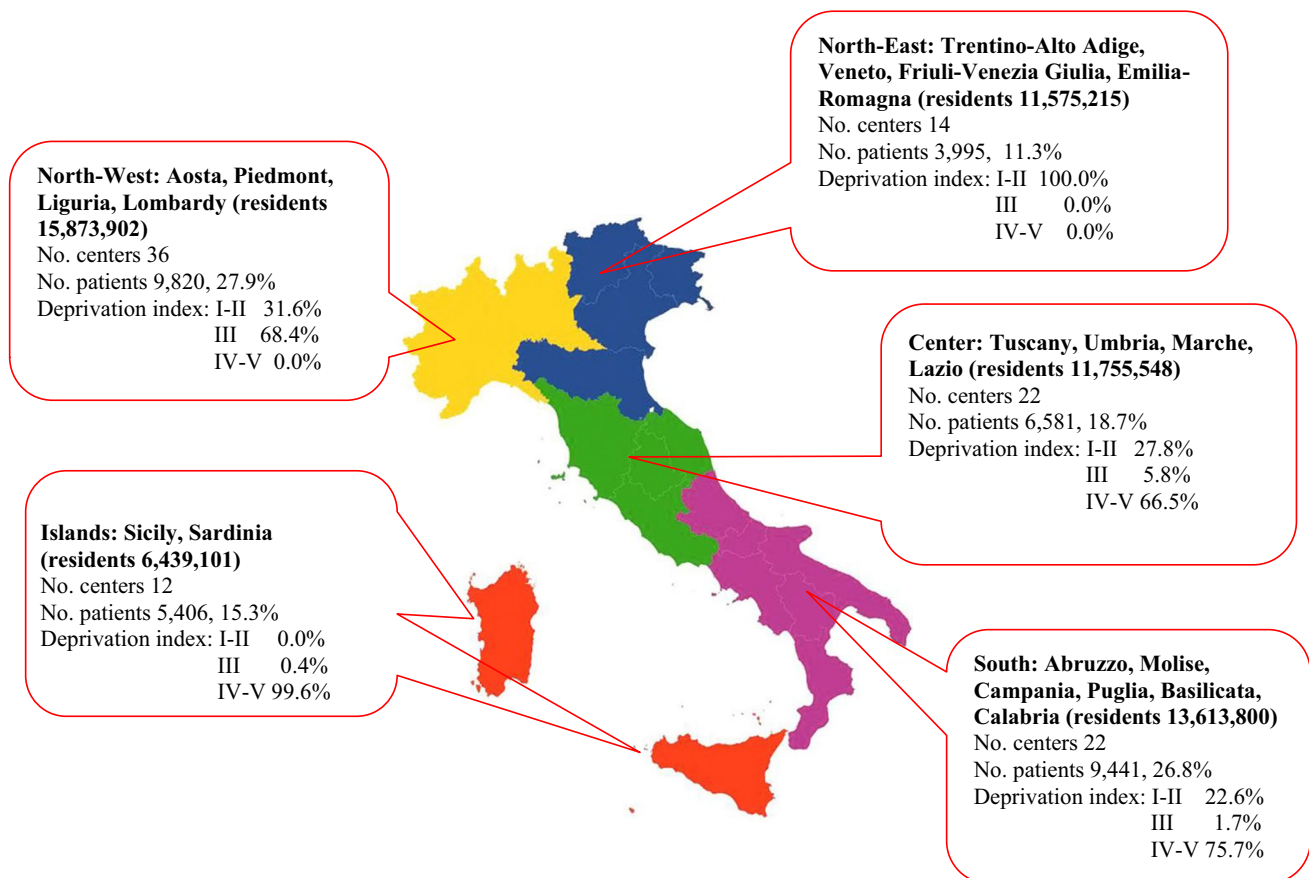 North-East: Trentino-Alto Adige,
Veneto, Friuli-Venezia Giulia, Emilia-
Romagna (residents 11,575,215)
No. centers 14
No. patients 3,995, 11.3%
Deprivation index: I-II 100.0%
III 0.0%
IV-V 0.0%
North-West: Aosta, Piedmont,
Liguria, Lombardy (residents
15,873,902)
No. centers 36
No. patients 9,820, 27.9%
Deprivation index: I-II 31.6%
III 68.4%
IV-V 0.0%
Center: Tuscany, Umbria, Marche,
Lazio (residents 11,755,548)
No. centers 22
No. patients 6,581, 18.7%
Deprivation index: I-II 27.8%
III 5.8%
IV-V 66.5%
Islands: Sicily, Sardinia
(residents 6,439,101)
No. centers 12
No. patients 5,406, 15.3%
Deprivation index: I-II 0.0%
III 0.4%
IV-V 99.6%
South: Abruzzo, Molise,
Campania, Puglia, Basilicata,
Calabria (residents 13,613,800)
No. centers 22
No. patients 9,441, 26.8%
Deprivation index: I-II 22.6%
III 1.7%
IV-V 75.7%